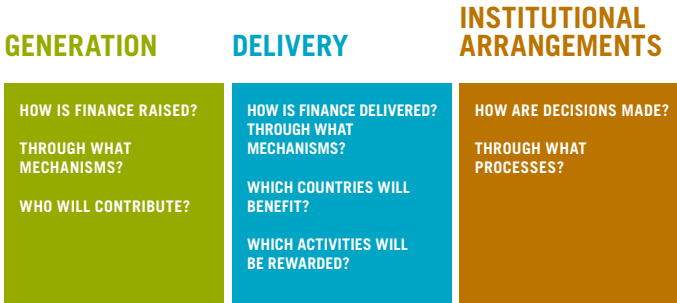 GENERATION
HOW IS FINANCE RAISED?
THROUGH WHAT
MECHANISMS?
WHO WILL CONTRIBUTE?
DELIVERY
HOW IS FINANCE DELIVERED?
THROUGH WHAT
MECHANISMS?
WHICH COUNTRIES WILL
BENEFIT?
WHICH ACTIVITIES WILL
BE REWARDED?
INSTITUTIONAL
ARRANGEMENTS
HOW ARE DECISIONS MADE?
THROUGH WHAT
PROCESSES?